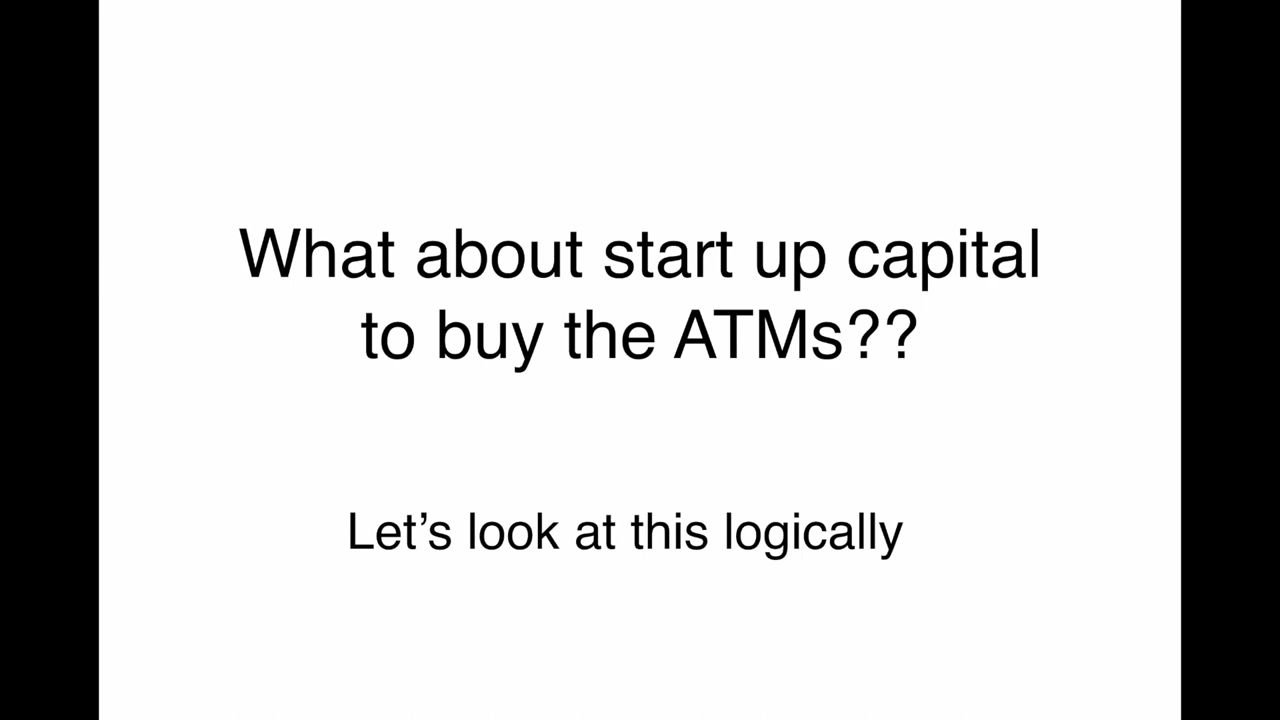 What about start up capital
to buy the ATMs??
Let’s look at this logically